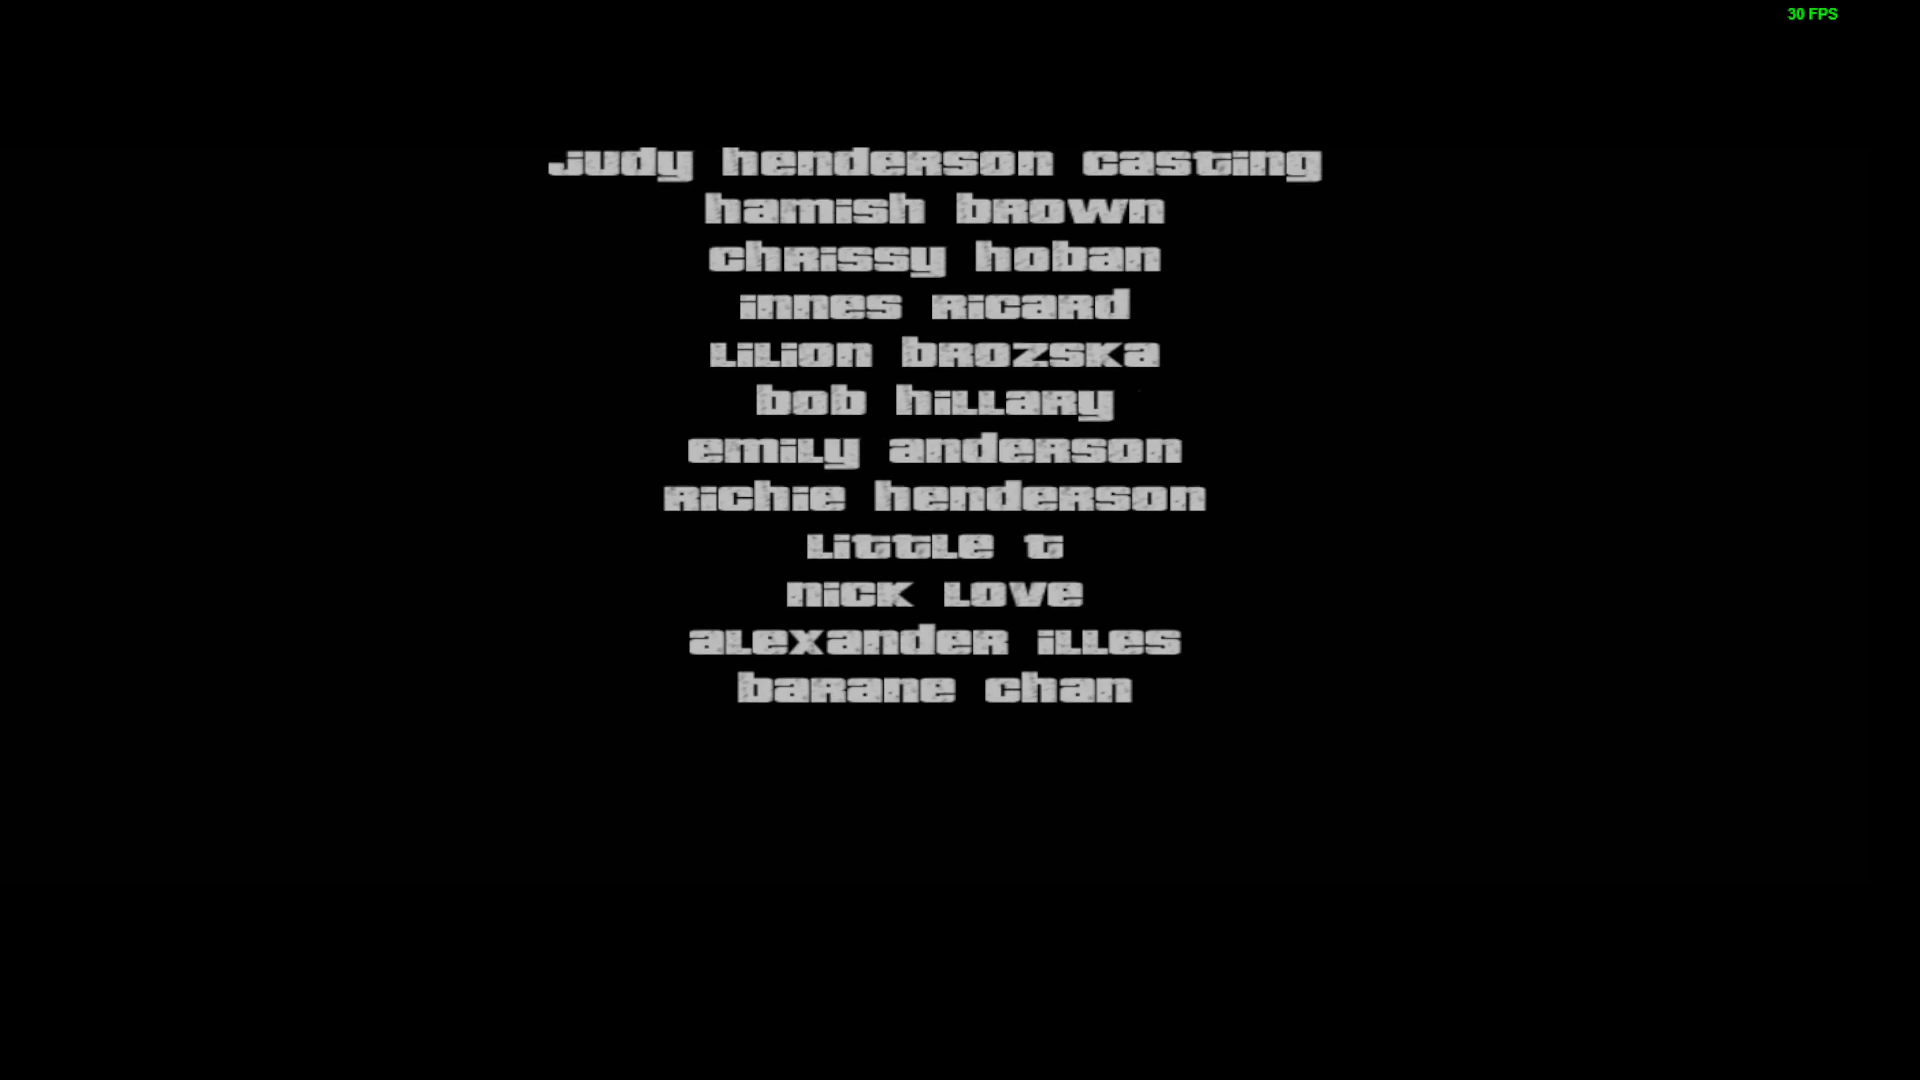 30 FPS
judy henderson casting
hamish brown
chrissy hoban
innes ricard
lilion brozska
bob hillary
emily anderson
richie henderson
little t
nick love
alexander illes
barane chan